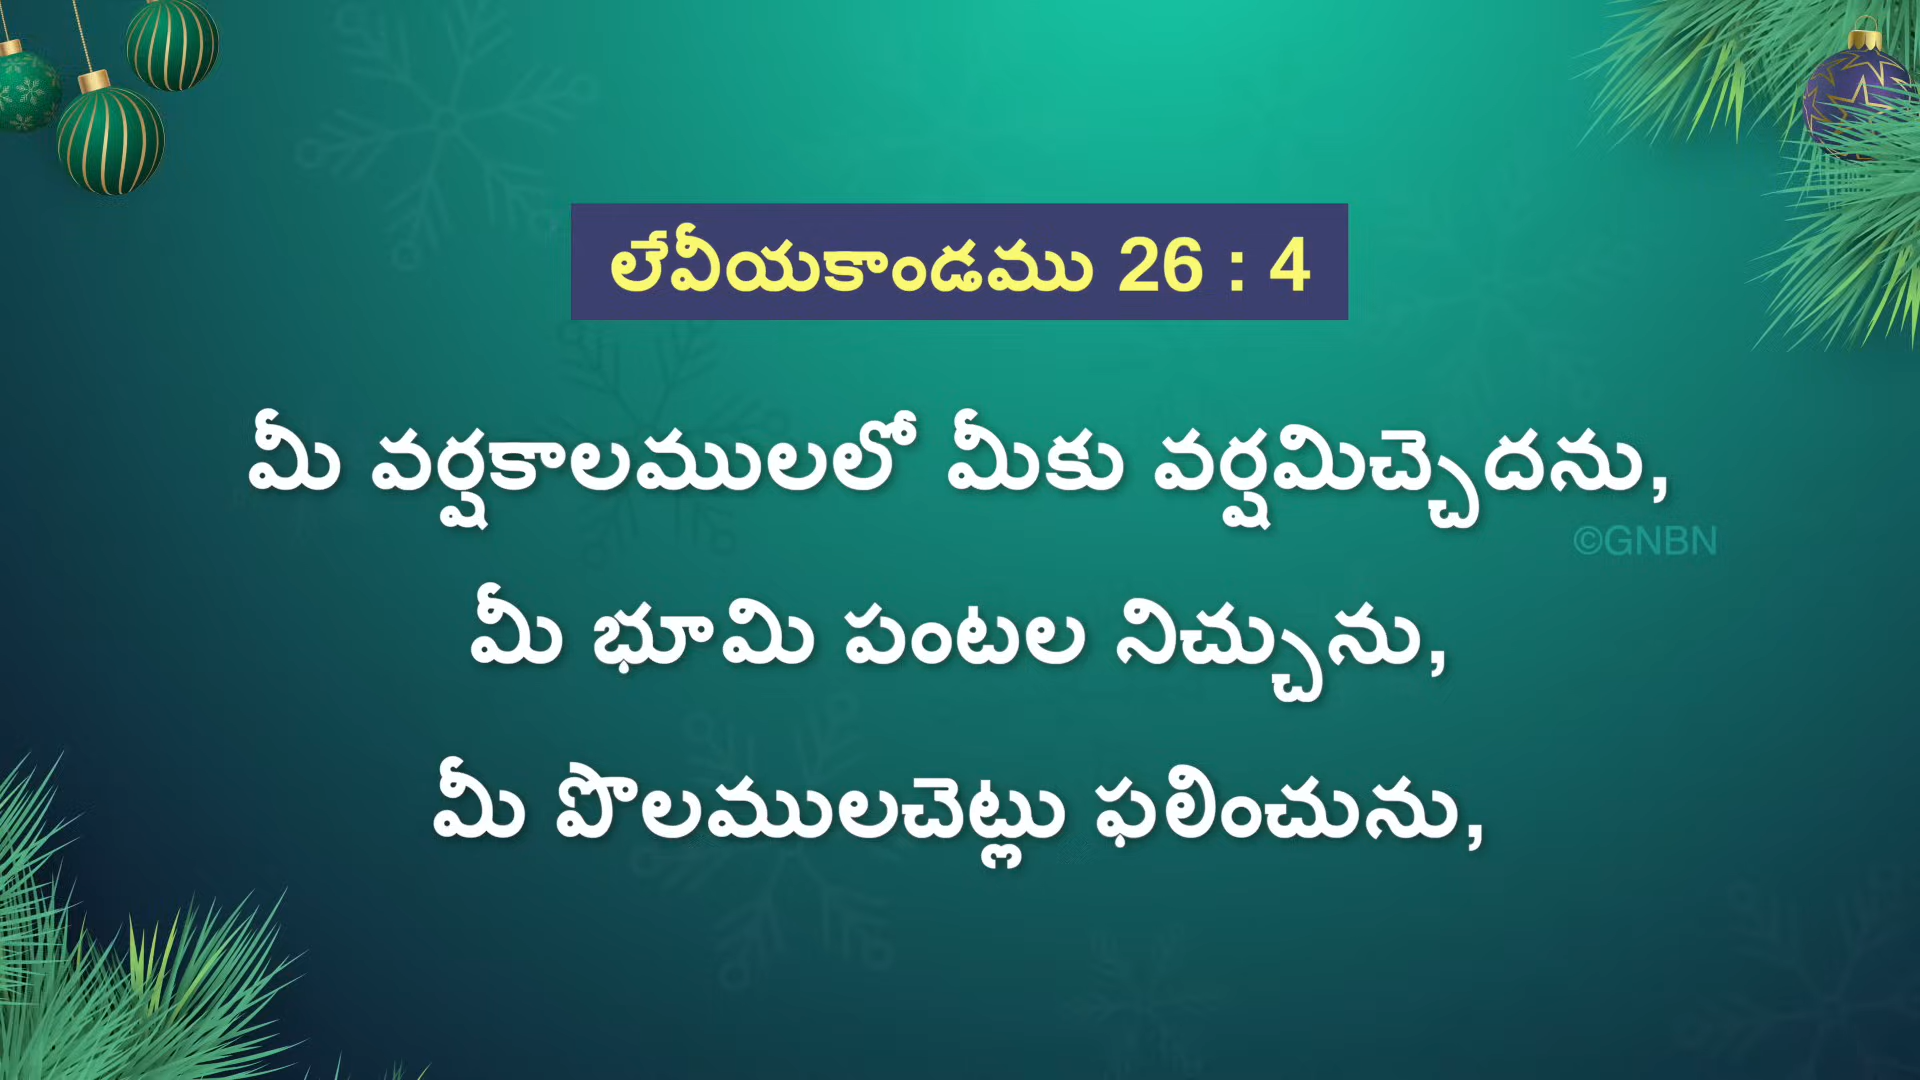 లేవీయకాండము 26 : 4
మీ వర్షకాలములలో మీకు వర్షమిచ్చెదను,
©GNBN
మీ భూమి పంటల నిచ్చును,
మీ పొలములచెట్లు ఫలించును,